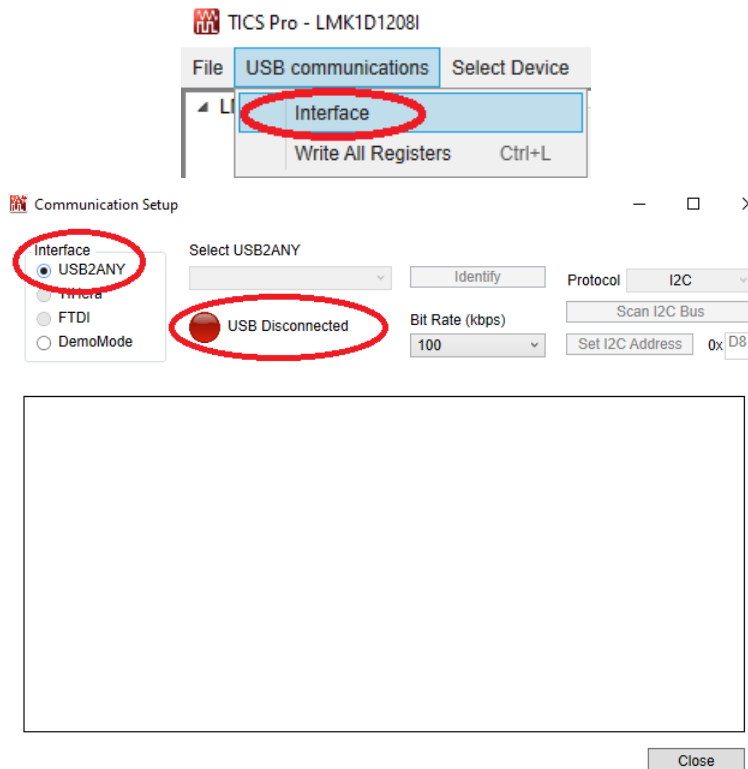 TICS Pro - LMK1D1208I
File USB communications Select Device
LI
Interface
Write All Registers Ctrl+L
Communication Setup
Interface
Select USB2ANY
USB2ANY
Identify
Protocol I2C
FTDI
USB Disconnected
Bit Rate (kbps)
Scan I2C Bus
DemoMode
100
Set I2C Address 0x D8
Close